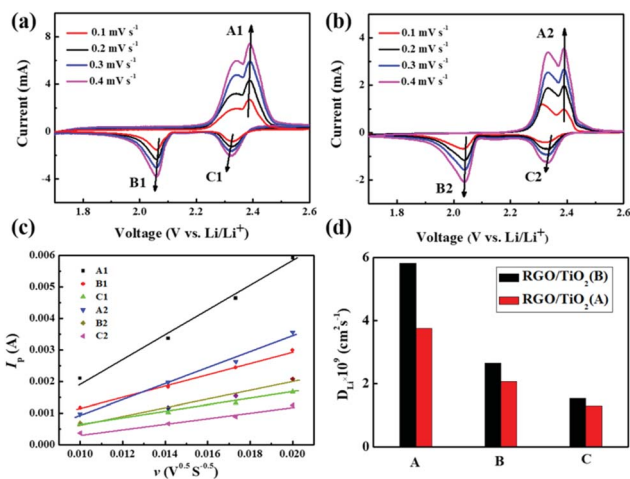 (a)
0.1 mV s⁻¹
0.2 mV s⁻¹
0.3 mV s⁻¹
0.4 mV s⁻¹
A1
B1
C1
8
4
0
-4
Current (mA)
1.8 2.0 2.2 2.4 2.6
Voltage (V vs. Li/Li⁺)
(b)
0.1 mV s⁻¹
0.2 mV s⁻¹
0.3 mV s⁻¹
0.4 mV s⁻¹
A2
B2
C2
6
4
2
0
-2
Current (mA)
1.8 2.0 2.2 2.4 2.6
Voltage (V vs. Li/Li⁺)
(c)
A1
B1
C1
A2
B2
C2
0.006
0.005
0.004
0.003
0.002
0.001
0.000
Iₚ (A)
0.010 0.012 0.014 0.016 0.018 0.020
v (V⁰·⁵ S⁻⁰·⁵)
(d)
RGO/TiO₂(B)
RGO/TiO₂(A)
6
4
2
0
D_Li×10⁹ (cm²s⁻¹)
A B C